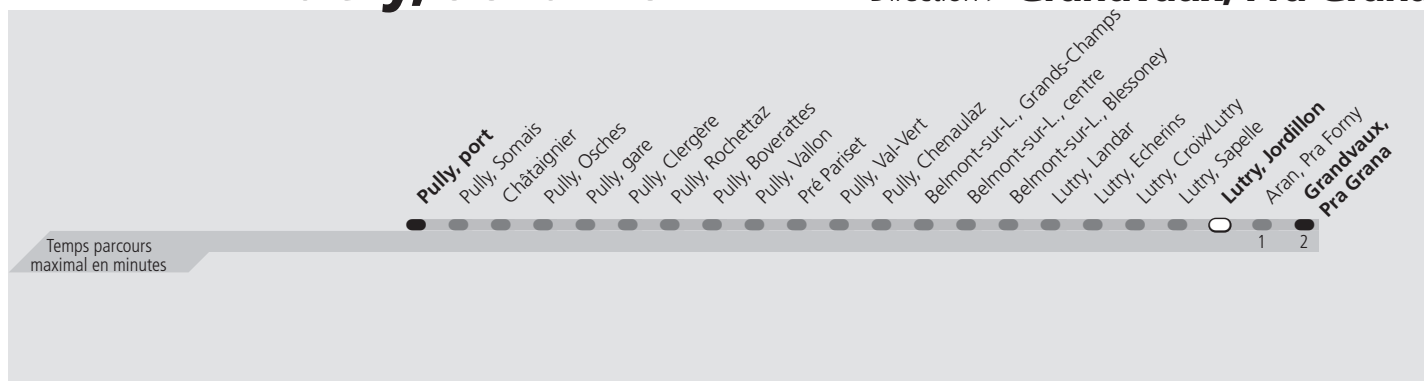 Direction :
Pully, port
Pully, Somais
Châtaignier
Pully, Osches
Pully, gare
Pully, Clergère
Pully, Rochettaz
Pully, Boverattes
Pully, Vallon
Pré Pariset
Pully, Val-Vert
Pully, Chenaulaz
Belmont-sur-L., Grands-Champs
Belmont-sur-L., centre
Belmont-sur-L., Blessoney
Lutry, Landar
Lutry, Echerins
Lutry, Croix/Lutry
Lutry, Sapelle
Lutry, Jordillon
Aran, Pra Forny
Grandvaux,
Pra Grana
Temps parcours
maximal en minutes
1
2